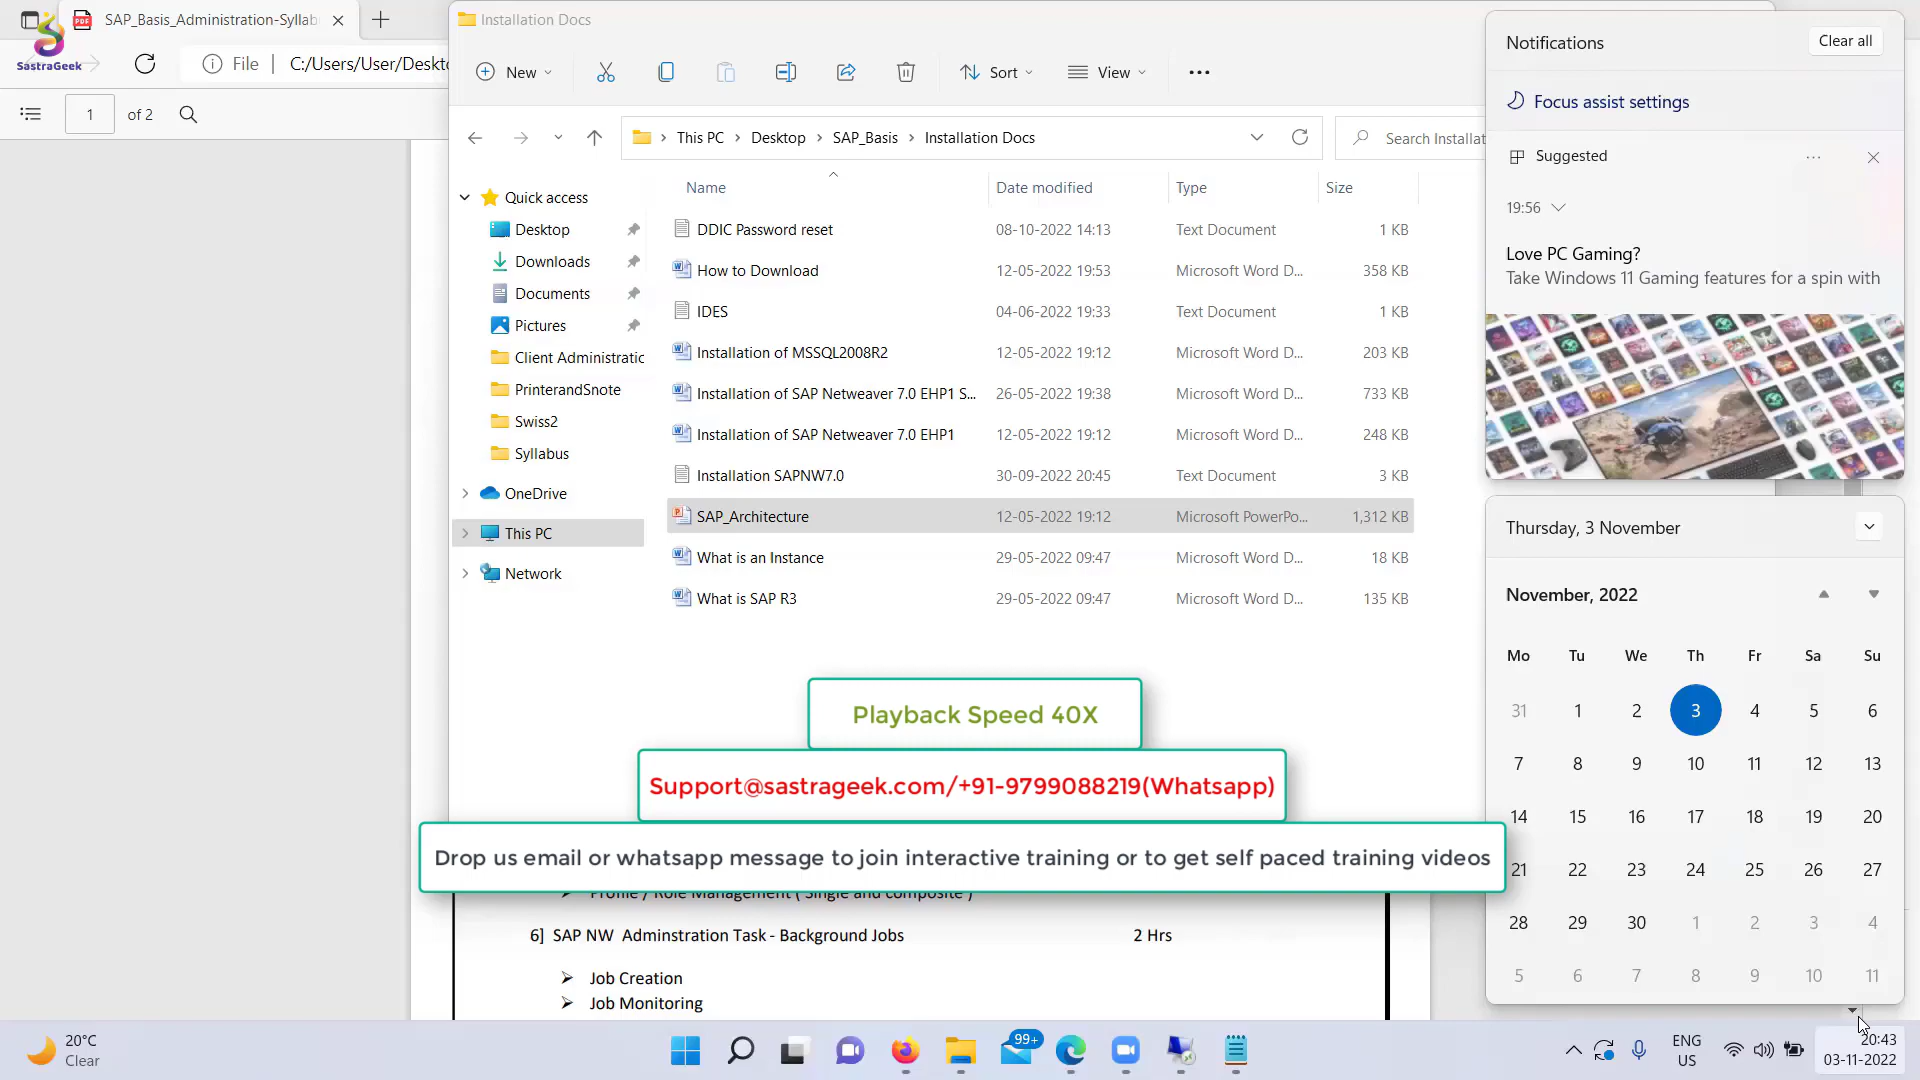 SAP_Basis_Administration-Syllab
SastraGeek
File
C:/Users/User/Deskto
1 of 2
Installation Docs
New
Sort
View
This PC
Desktop
SAP_Basis
Installation Docs
Search Installat
Quick access
Desktop
Downloads
Documents
Pictures
Client Administratic
PrinterandSnote
Swiss2
Syllabus
OneDrive
This PC
Network
Name Date modified Type Size
DDIC Password reset 08-10-2022 14:13 Text Document 1 KB
How to Download 12-05-2022 19:53 Microsoft Word D... 358 KB
IDES 04-06-2022 19:33 Text Document 1 KB
Installation of MSSQL2008R2 12-05-2022 19:12 Microsoft Word D... 203 KB
Installation of SAP Netweaver 7.0 EHP1 S... 26-05-2022 19:38 Microsoft Word D... 733 KB
Installation of SAP Netweaver 7.0 EHP1 12-05-2022 19:12 Microsoft Word D... 248 KB
Installation SAPNW7.0 30-09-2022 20:45 Text Document 3 KB
SAP_Architecture 12-05-2022 19:12 Microsoft PowerPo... 1,312 KB
What is an Instance 29-05-2022 09:47 Microsoft Word D... 18 KB
What is SAP R3 29-05-2022 09:47 Microsoft Word D... 135 KB
Playback Speed 40X
Support@sastrageek.com/+91-9799088219(Whatsapp)
Drop us email or whatsapp message to join interactive training or to get self paced training videos
Profile / Role Management ( Single and composite )
6] SAP NW Adminstration Task - Background Jobs 2 Hrs
Job Creation
Job Monitoring
Notifications
Clear all
Focus assist settings
Suggested
19:56
Love PC Gaming?
Take Windows 11 Gaming features for a spin with
Thursday, 3 November
November, 2022
Mo Tu We Th Fr Sa Su
31 1 2 3 4 5 6
7 8 9 10 11 12 13
14 15 16 17 18 19 20
21 22 23 24 25 26 27
28 29 30 1 2 3 4
5 6 7 8 9 10 11
20°C
Clear
99+
ENG
US
20:43
03-11-2022